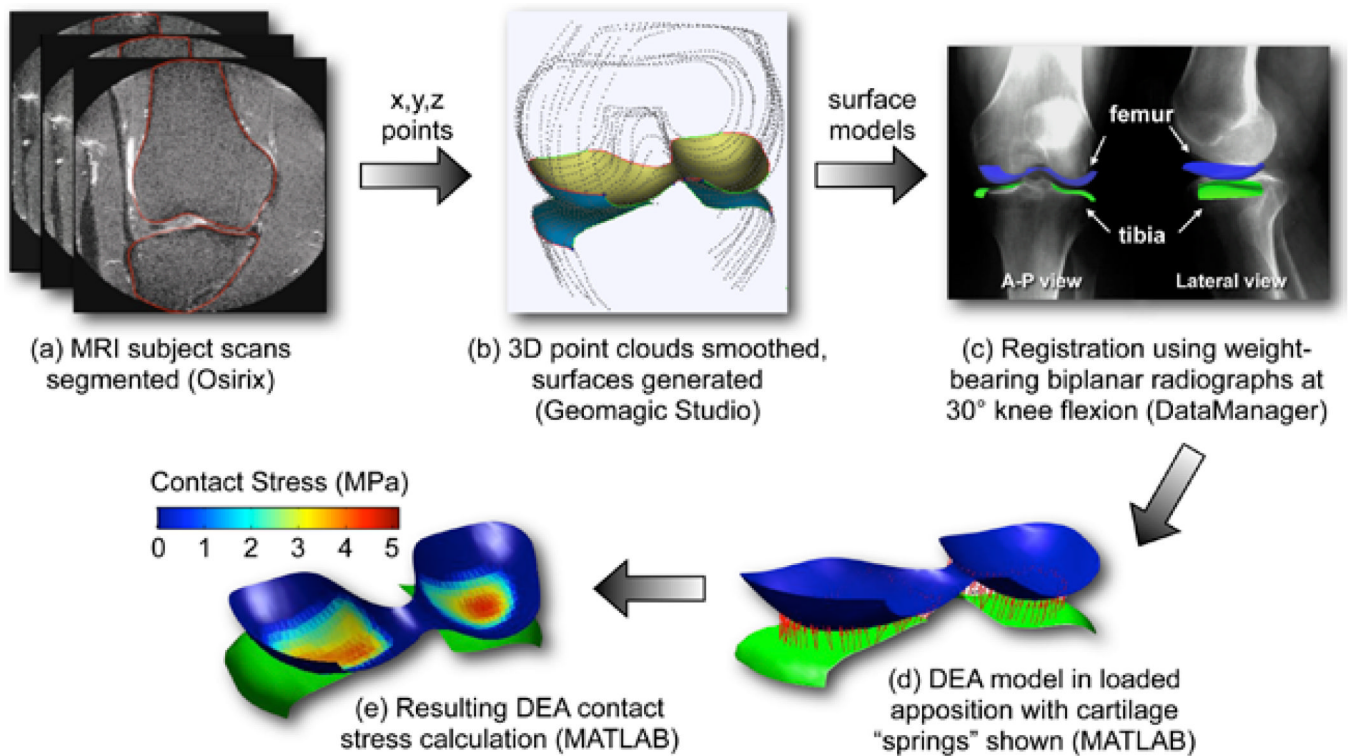 x,y,z
points
surface
models
femur
tibia
A-P view
Lateral view
(a) MRI subject scans
segmented (Osirix)
(b) 3D point clouds smoothed,
surfaces generated
(Geomagic Studio)
(c) Registration using weight-
bearing biplanar radiographs at
30° knee flexion (DataManager)
Contact Stress (MPa)
0 1 2 3 4 5
(d) DEA model in loaded
apposition with cartilage
“springs” shown (MATLAB)
(e) Resulting DEA contact
stress calculation (MATLAB)